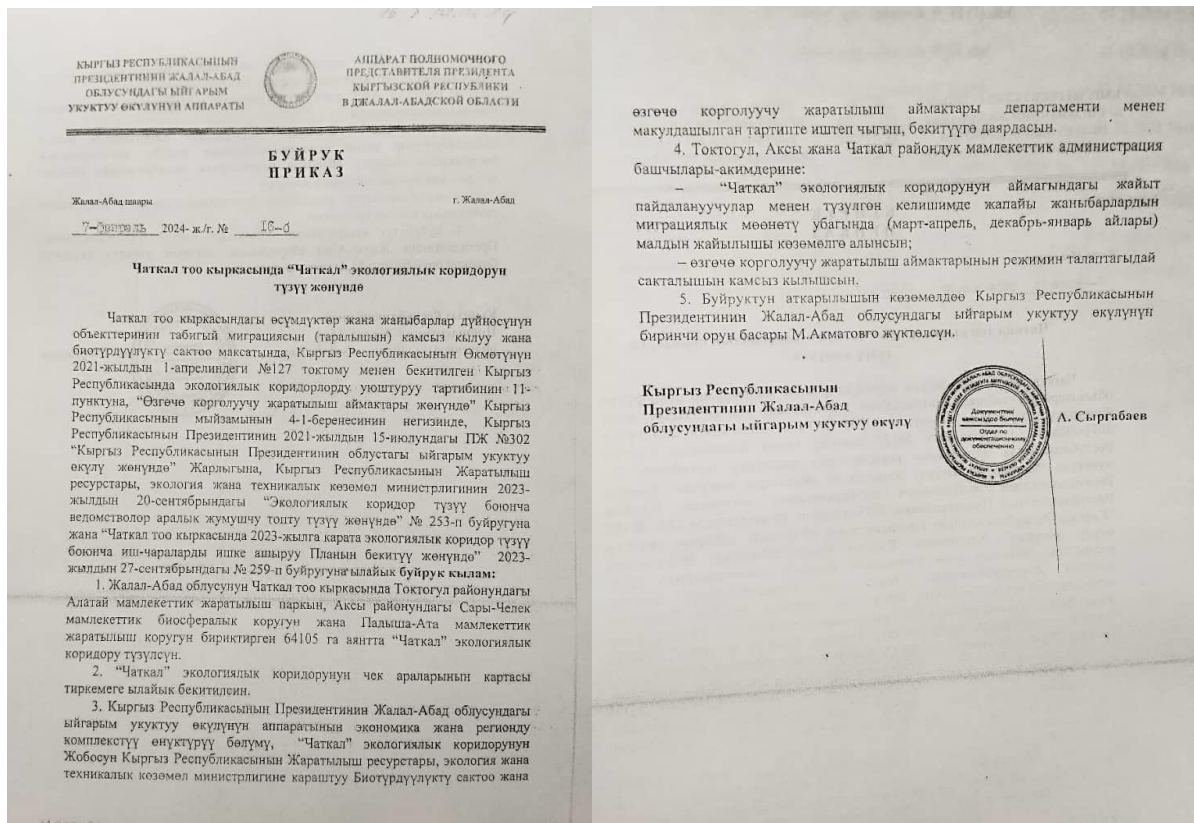 КЫРГЫЗ РЕСПУБЛИКАСЫНЫН
ПРЕЗИДЕНТИНИН ЖАЛАЛ-АБАД
ОБЛУСУНДАГЫ ЫЙГАРЫМ
УКУКТУУ ӨКҮЛҮНҮН АППАРАТЫ
АППАРАТ ПОЛНОМОЧНОГО
ПРЕДСТАВИТЕЛЯ ПРЕЗИДЕНТА
КЫРГЫЗСКОЙ РЕСПУБЛИКИ
В ДЖАЛАЛ-АБАДСКОЙ ОБЛАСТИ
БУЙРУК
ПРИКАЗ
Жалал-Абад шаары г. Жалал-Абад
7-февраль 2024- ж./г. № 16-б
Чаткал тоо кыркасында “Чаткал” экологиялык коридорун
түзүү жөнүндө
Чаткал тоо кыркасындагы өсүмдүктөр жана жаныбарлар дүйнөсүнүн
объекттеринин табигый миграциясын (таралышын) камсыз кылуу жана
биотүрдүүлүктү сактоо максатында, Кыргыз Республикасынын Өкмөтүнүн
2021-жылдын 1-апрелиндеги №127 токтому менен бекитилген Кыргыз
Республикасында экологиялык коридорлорду уюштуруу тартибинин 11-
пунктуна, “Өзгөчө корголуучу жаратылыш аймактары жөнүндө” Кыргыз
Республикасынын мыйзамынын 4-1-беренесинин негизинде, Кыргыз
Республикасынын Президентинин 2021-жылдын 15-июлундагы ПЖ №302
“Кыргыз Республикасынын Президентинин облустагы ыйгарым укуктуу
өкүлү жөнүндө” Жарлыгына, Кыргыз Республикасынын Жаратылыш
ресурстары, экология жана техникалык көзөмөл министрлигинин 2023-
жылдын 20-сентябрындагы “Экологиялык коридор түзүү боюнча
ведомстволор аралык жумушчу топту түзүү жөнүндө” № 253-п буйругуна
жана “Чаткал тоо кыркасында 2023-жылга карата экологиялык коридор түзүү
боюнча иш-чараларды ишке ашыруу Планын бекитүү жөнүндө” 2023-
жылдын 27-сентябрындагы № 259-п буйругуна ылайык буйрук кылам:
1. Жалал-Абад облусунун Чаткал тоо кыркасында Токтогул районундагы
Алатай мамлекеттик жаратылыш паркын, Аксы районундагы Сары-Челек
мамлекеттик биосфералык коругун жана Падыша-Ата мамлекеттик
жаратылыш коругун бириктирген 64105 га аянтта “Чаткал” экологиялык
коридору түзүлсүн.
2. “Чаткал” экологиялык коридорунун чек араларынын картасы
тиркемеге ылайык бекитилсин.
3. Кыргыз Республикасынын Президентинин Жалал-Абад облусундагы
ыйгарым укуктуу өкүлүнүн аппаратынын экономика жана регионду
комплекстүү өнүктүрүү бөлүмү, “Чаткал” экологиялык коридорунун
Жобосун Кыргыз Республикасынын Жаратылыш ресурстары, экология жана
техникалык көзөмөл министрлигине караштуу Биотүрдүүлүктү сактоо жана
өзгөчө корголуучу жаратылыш аймактары департаменти менен
макулдашылган тартипте иштеп чыгып, бекитүүгө даярдасын.
4. Токтогул, Аксы жана Чаткал райондук мамлекеттик администрация
башчылары-акимдерине:
– “Чаткал” экологиялык коридорунун аймагындагы жайыт
пайдалануучулар менен түзүлгөн келишимде жапайы жаныбарлардын
миграциялык мөөнөтү убагында (март-апрель, декабрь-январь айлары)
малдын жайылышы көзөмөлгө алынсын;
– өзгөчө корголуучу жаратылыш аймактарынын режимин талаптагыдай
сакталышын камсыз кылышсын.
5. Буйруктун аткарылышын көзөмөлдөө Кыргыз Республикасынын
Президентинин Жалал-Абад облусундагы ыйгарым укуктуу өкүлүнүн
биринчи орун басары М.Акматовго жүктөлсүн.
Кыргыз Республикасынын
Президентинин Жалал-Абад
облусундагы ыйгарым укуктуу өкүлү
А. Сыргабаев
Документтик
камсыздоо бөлүмү
Отдел по
документационному
обеспечению